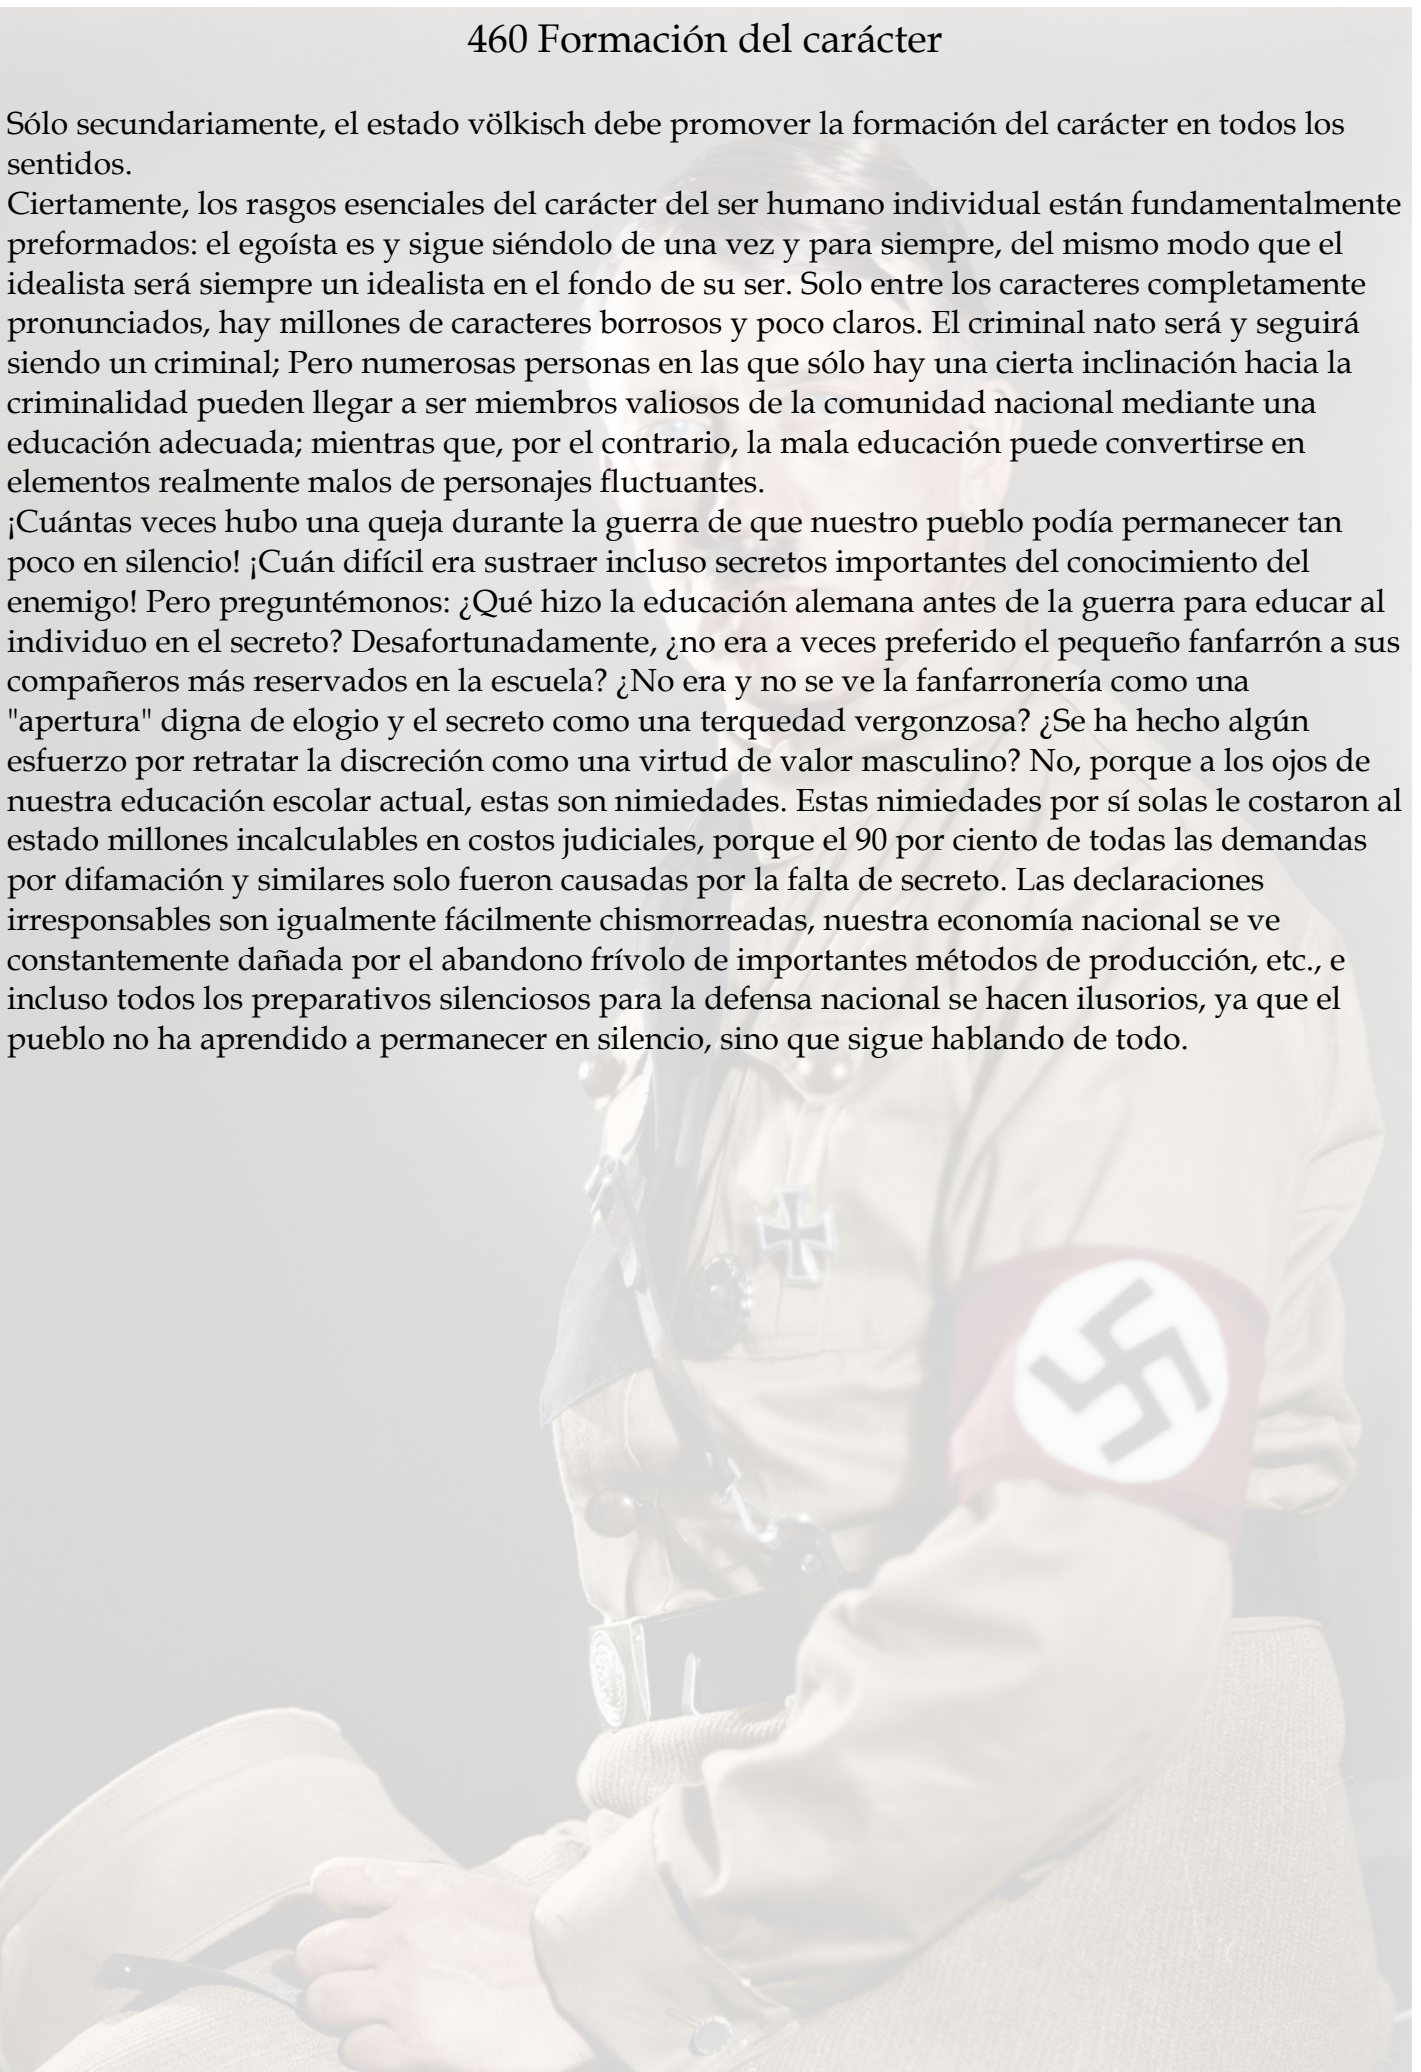 460 Formación del carácter
Sólo secundariamente, el estado völkisch debe promover la formación del carácter en todos los
sentidos.
Ciertamente, los rasgos esenciales del carácter del ser humano individual están fundamentalmente
preformados: el egoísta es y sigue siéndolo de una vez y para siempre, del mismo modo que el
idealista será siempre un idealista en el fondo de su ser. Solo entre los caracteres completamente
pronunciados, hay millones de caracteres borrosos y poco claros. El criminal nato será y seguirá
siendo un criminal; Pero numerosas personas en las que sólo hay una cierta inclinación hacia la
criminalidad pueden llegar a ser miembros valiosos de la comunidad nacional mediante una
educación adecuada; mientras que, por el contrario, la mala educación puede convertirse en
elementos realmente malos de personajes fluctuantes.
¡Cuántas veces hubo una queja durante la guerra de que nuestro pueblo podía permanecer tan
poco en silencio! ¡Cuán difícil era sustraer incluso secretos importantes del conocimiento del
enemigo! Pero preguntémonos: ¿Qué hizo la educación alemana antes de la guerra para educar al
individuo en el secreto? Desafortunadamente, ¿no era a veces preferido el pequeño fanfarrón a sus
compañeros más reservados en la escuela? ¿No era y no se ve la fanfarronería como una
"apertura" digna de elogio y el secreto como una terquedad vergonzosa? ¿Se ha hecho algún
esfuerzo por retratar la discreción como una virtud de valor masculino? No, porque a los ojos de
nuestra educación escolar actual, estas son nimiedades. Estas nimiedades por sí solas le costaron al
estado millones incalculables en costos judiciales, porque el 90 por ciento de todas las demandas
por difamación y similares solo fueron causadas por la falta de secreto. Las declaraciones
irresponsables son igualmente fácilmente chismorreadas, nuestra economía nacional se ve
constantemente dañada por el abandono frívolo de importantes métodos de producción, etc., e
incluso todos los preparativos silenciosos para la defensa nacional se hacen ilusorios, ya que el
pueblo no ha aprendido a permanecer en silencio, sino que sigue hablando de todo.